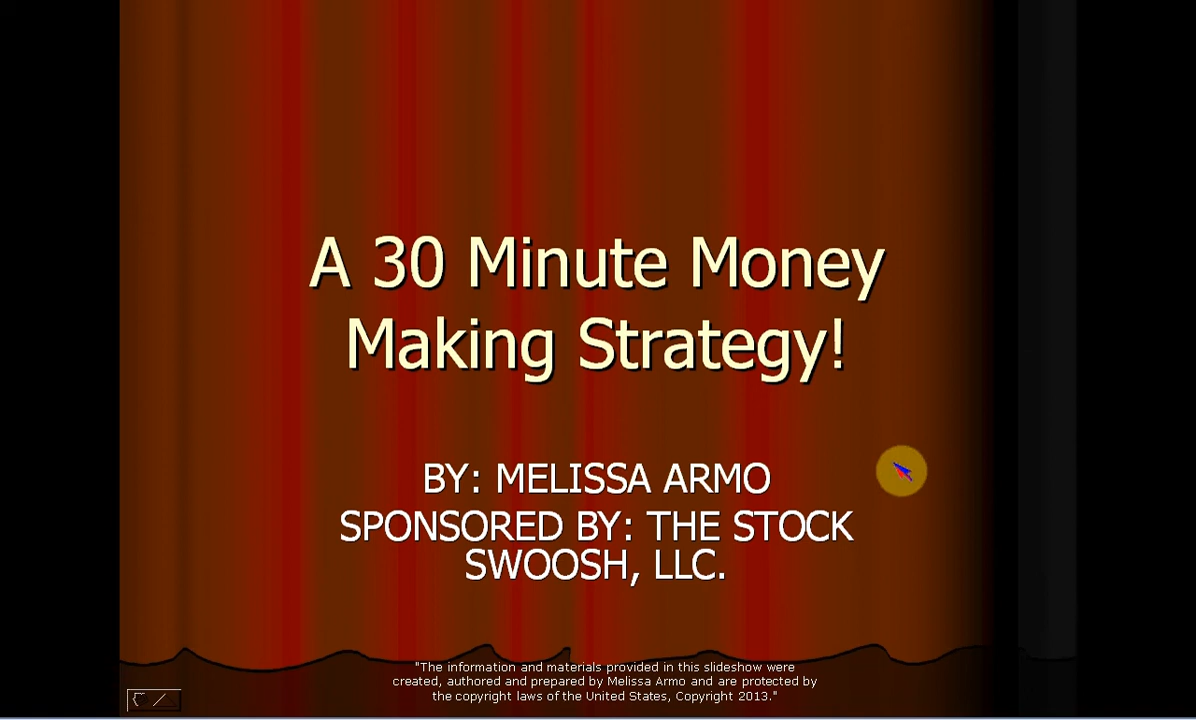 A 30 Minute Money
Making Strategy!
BY: MELISSA ARMO
SPONSORED BY: THE STOCK
SWOOSH, LLC.
"The information and materials provided in this slideshow were
created, authored and prepared by Melissa Armo and are protected by
the copyright laws of the United States, Copyright 2013."